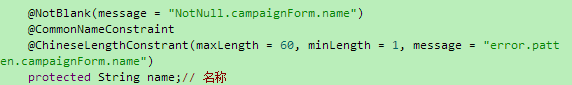 @NotBlank(message = "NotNull.campaignForm.name")
@CommonNameConstraint
@ChineseLengthConstrant(maxLength = 60, minLength = 1, message = "error.patt
en.campaignForm.name")
protected String name;// 名称